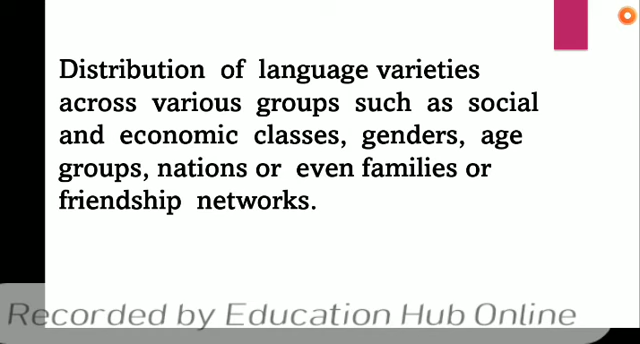 Distribution of language varieties
across various groups such as social
and economic classes, genders, age
groups, nations or even families or
friendship networks.
Recorded by Education Hub Online